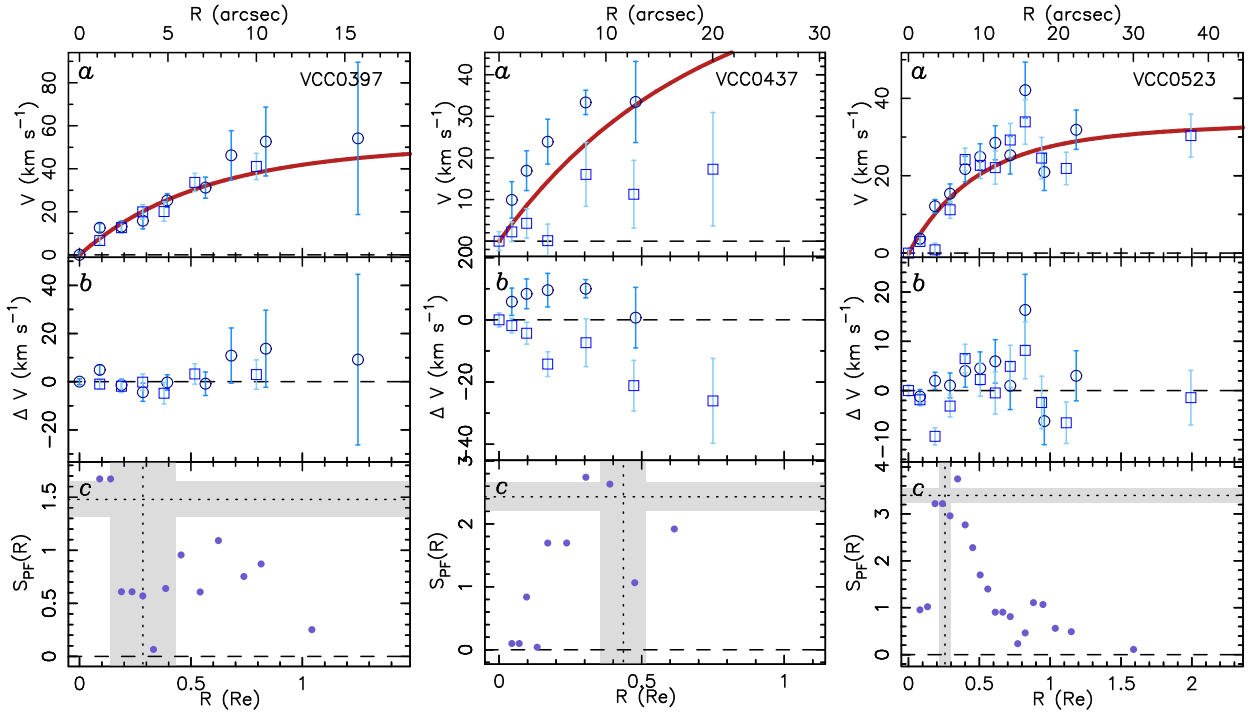 R (arcsec) R (arcsec) R (arcsec)
0 5 10 15 0 10 20 30 0 10 20 30 40
a VCC0397 a VCC0437 a VCC0523
V (km s⁻¹) V (km s⁻¹) V (km s⁻¹)
0 20 40 60 80 0 10 20 30 40 0 20 40
b b b
Δ V (km s⁻¹) Δ V (km s⁻¹) Δ V (km s⁻¹)
−20 0 20 40 −40 −20 0 20 −10 0 10 20
c c c
S_PF(R) S_PF(R) S_PF(R)
0 0.5 1 1.5 0 1 2 3 0 1 2 3 4
0 0.5 1 0 0.5 1 0 0.5 1 1.5 2
R (Re) R (Re) R (Re)